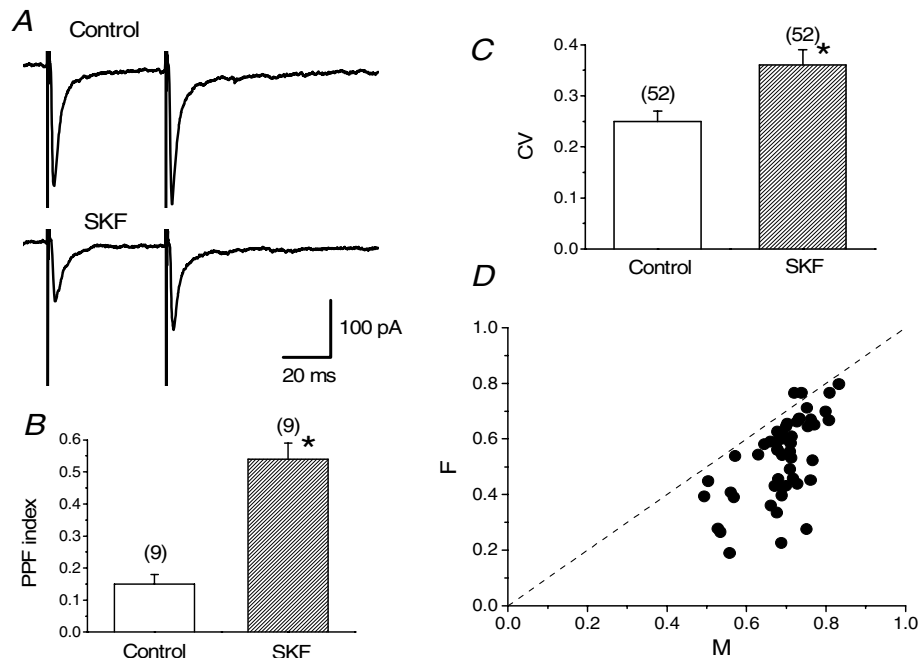 A
Control
SKF
100 pA
20 ms
B
PPF index
0.6
0.5
0.4
0.3
0.2
0.1
0.0
(9)
(9)
*
Control
SKF
C
CV
0.4
0.3
0.2
0.1
0.0
(52)
(52)
*
Control
SKF
D
F
1.0
0.8
0.6
0.4
0.2
0.0
0.0 0.2 0.4 0.6 0.8 1.0
M